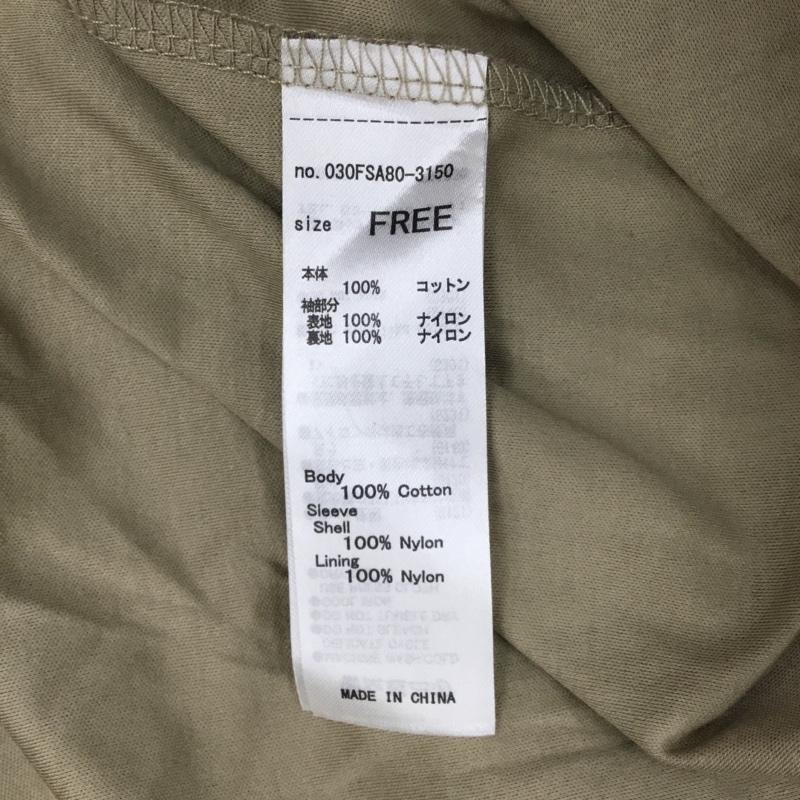 no. 030FSA80-3150
size FREE
本体
100% コットン
袖部分
表地 100% ナイロン
裏地 100% ナイロン
Body
100% Cotton
Sleeve
Shell
100% Nylon
Lining
100% Nylon
MADE IN CHINA